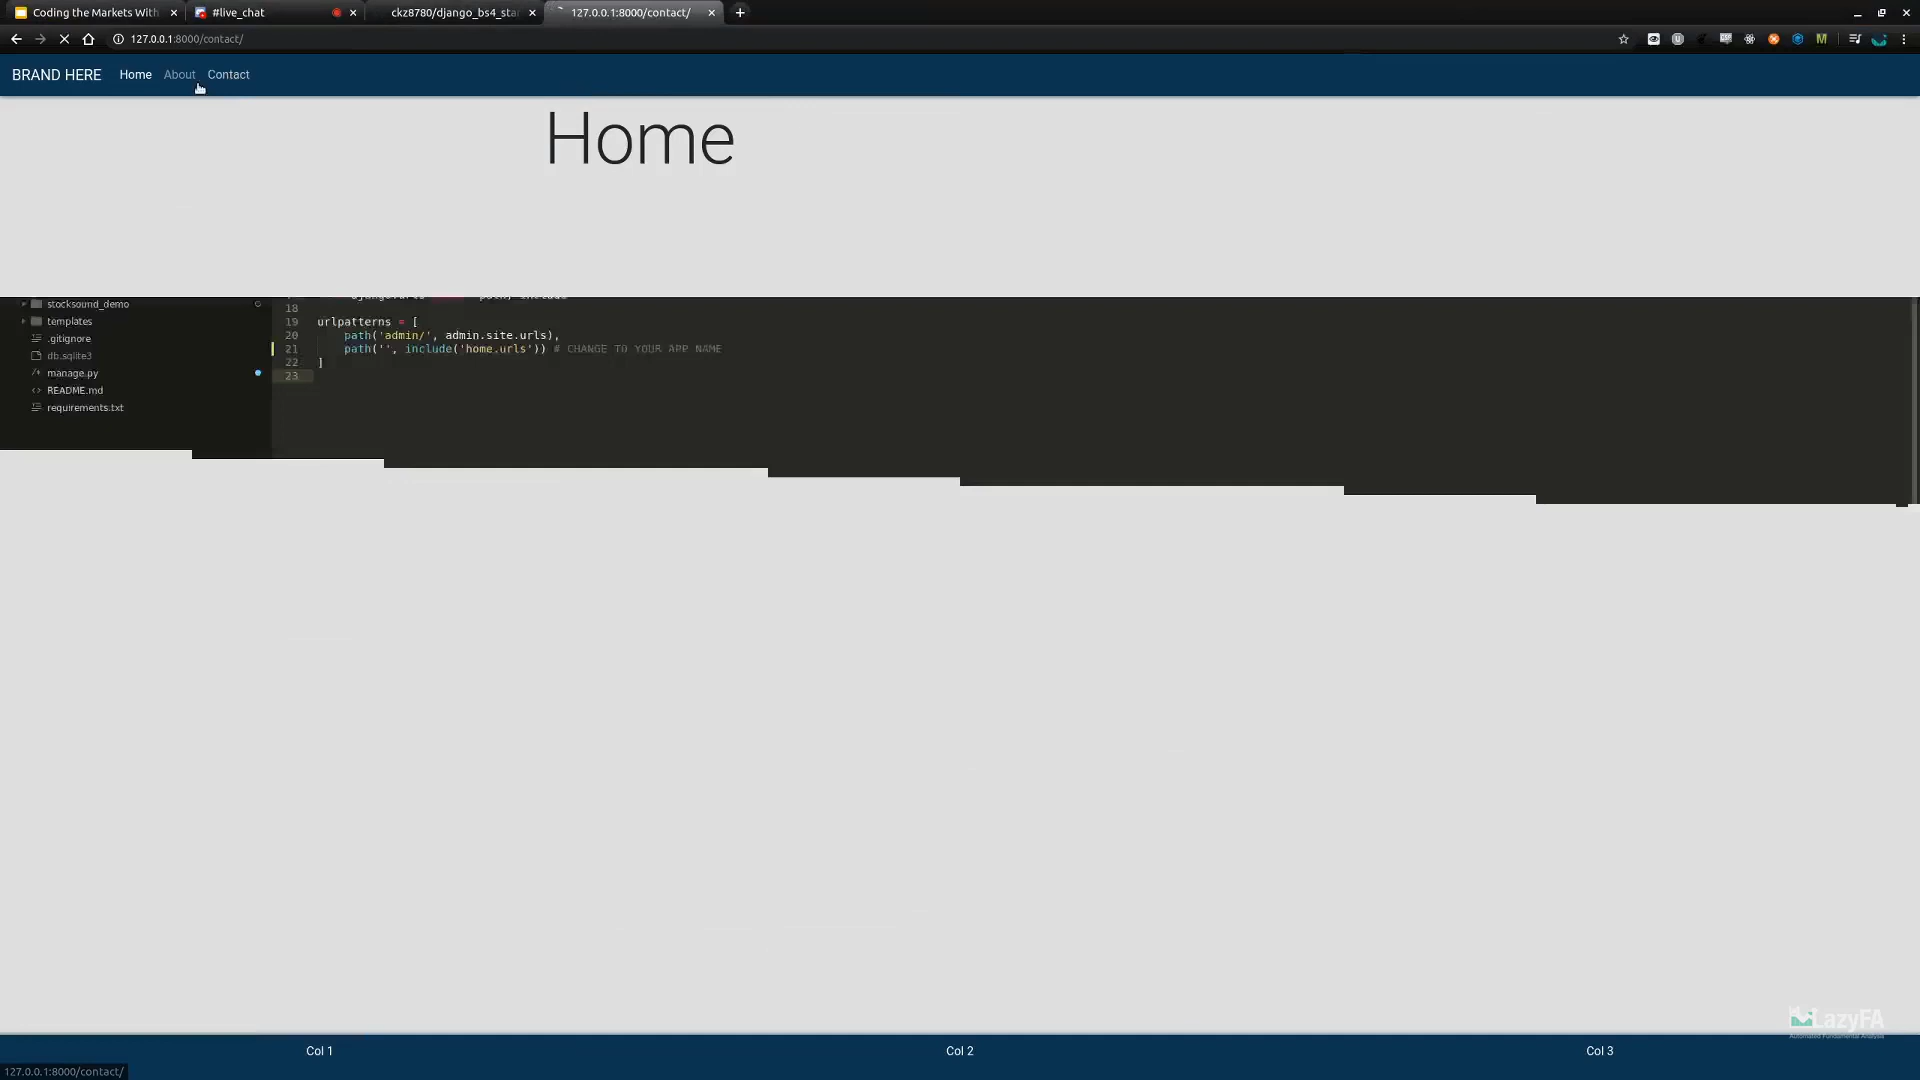 Coding the Markets With
#live_chat
ckz8780/django_bs4_sta
127.0.0.1:8000/contact/
127.0.0.1:8000/contact/
BRAND HERE Home About Contact
Home
stocksound_demo
templates
.gitignore
db.sqlite3
manage.py
README.md
requirements.txt
18
19 urlpatterns = [
20 path('admin/', admin.site.urls),
21 path('', include('home.urls')) # CHANGE TO YOUR APP NAME
22 ]
23
LazyFA
Automated Fundamental Analysis
Col 1 Col 2 Col 3
127.0.0.1:8000/contact/